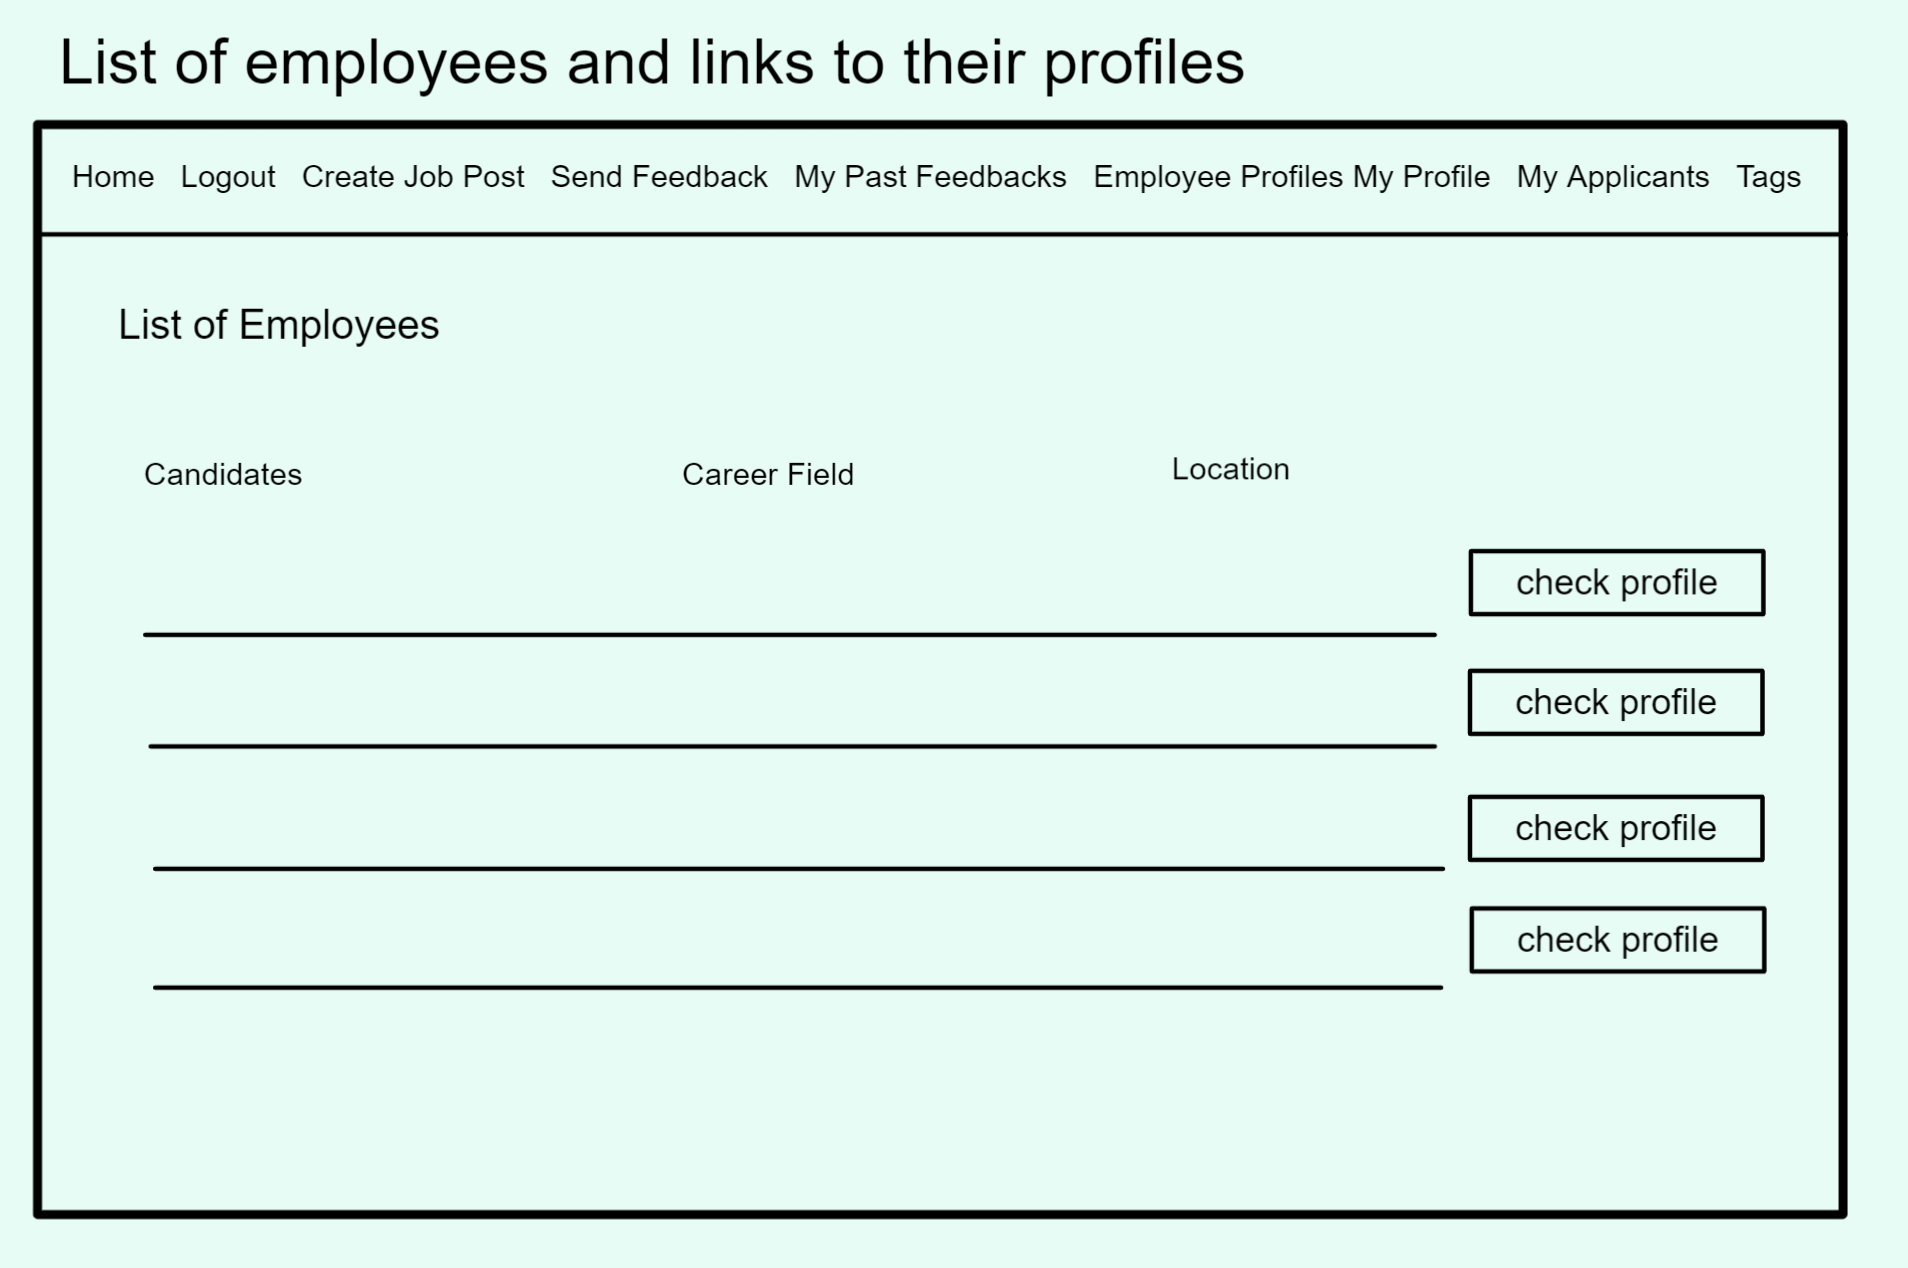 List of employees and links to their profiles
Home Logout Create Job Post Send Feedback My Past Feedbacks Employee Profiles My Profile My Applicants Tags
List of Employees
Candidates Career Field Location
check profile
check profile
check profile
check profile